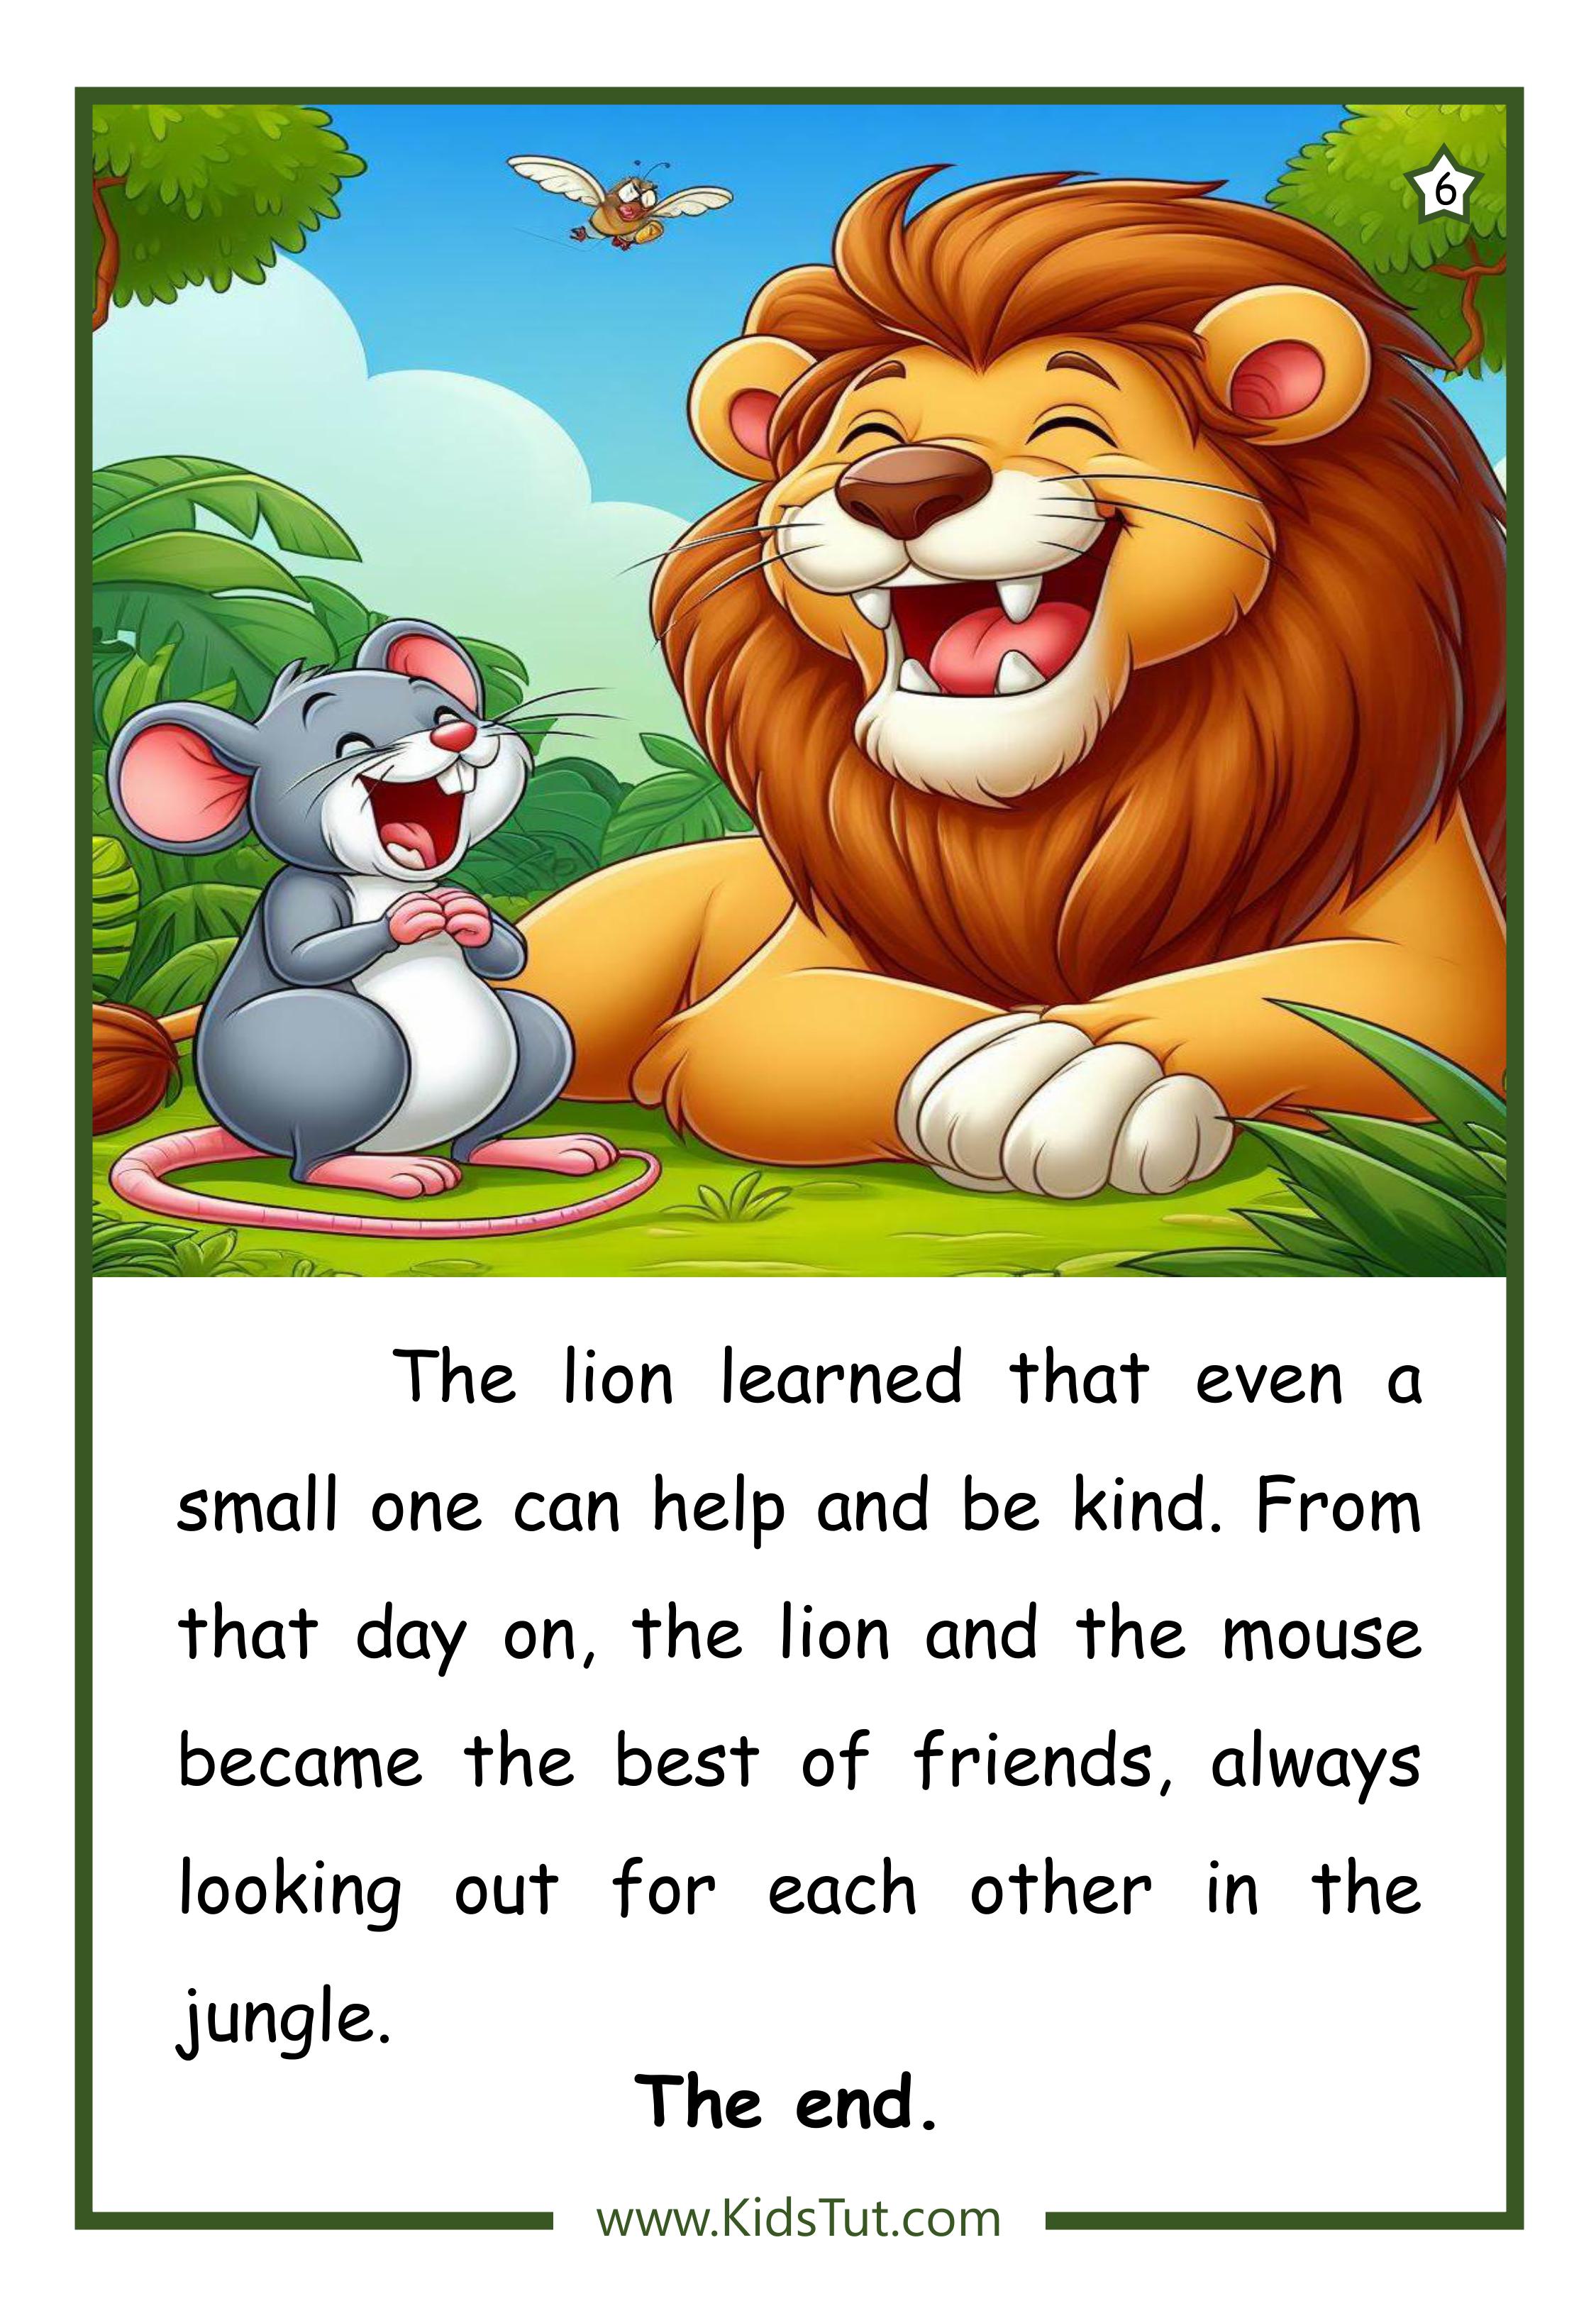 6
The lion learned that even a
small one can help and be kind. From
that day on, the lion and the mouse
became the best of friends, always
looking out for each other in the
jungle.
The end.
www.KidsTut.com